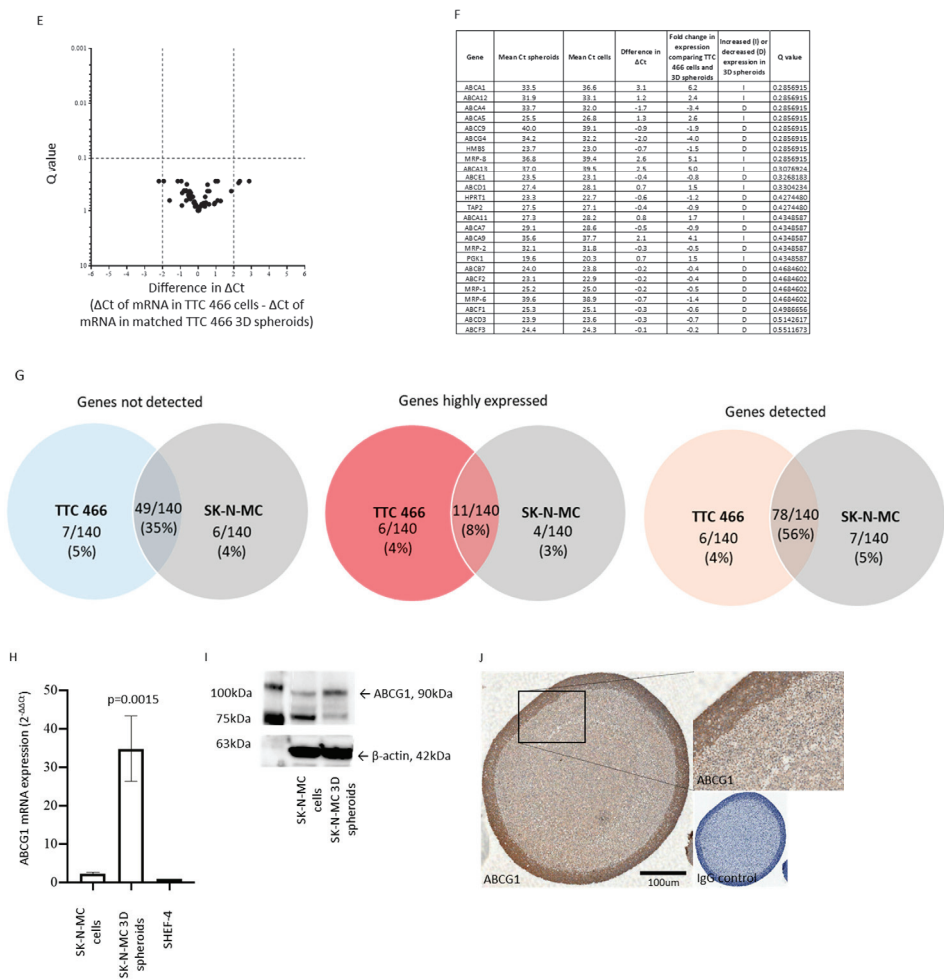 E
0.001
0.01
0.1
1
10
Q value
-6 -5 -4 -3 -2 -1 0 1 2 3 4 5 6
Difference in ΔCt
(ΔCt of mRNA in TTC 466 cells - ΔCt of
mRNA in matched TTC 466 3D spheroids)
F
Gene Mean Ct spheroids Mean Ct cells Dfference in ΔCt Fold change in expression comparing TTC 466 cells and 3D spheroids Increased (I) or decreased (D) expression in 3D spheroids Q value
ABCA1 33.5 36.6 3.1 6.2 I 0.2856915
ABCA12 31.9 33.1 1.2 2.4 I 0.2856915
ABCA4 33.7 32.0 -1.7 -3.4 D 0.2856915
ABCA5 25.5 26.8 1.3 2.6 I 0.2856915
ABCC9 40.0 39.1 -0.9 -1.9 D 0.2856915
ABCG4 34.2 32.2 -2.0 -4.0 D 0.2856915
HMBS 23.7 23.0 -0.7 -1.5 D 0.2856915
MRP-8 36.8 39.4 2.6 5.1 I 0.2856915
ABCA13 37.0 39.5 2.5 5.0 I 0.3076924
ABCE1 23.5 23.1 -0.4 -0.8 D 0.3268183
ABCD1 27.4 28.1 0.7 1.5 I 0.3304234
HPRT1 23.3 22.7 -0.6 -1.2 D 0.4274480
TAP2 27.5 27.1 -0.4 -0.9 D 0.4274480
ABCA11 27.3 28.2 0.8 1.7 I 0.4348587
ABCA7 29.1 28.6 -0.5 -0.9 D 0.4348587
ABCA9 35.6 37.7 2.1 4.1 I 0.4348587
MRP-2 32.1 31.8 -0.3 -0.5 D 0.4348587
PGK1 19.6 20.3 0.7 1.5 I 0.4348587
ABCB7 24.0 23.8 -0.2 -0.4 D 0.4684602
ABCF2 23.1 22.9 -0.2 -0.4 D 0.4684602
MRP-1 25.2 25.0 -0.2 -0.5 D 0.4684602
MRP-6 39.6 38.9 -0.7 -1.4 D 0.4684602
ABCF1 25.3 25.1 -0.3 -0.6 D 0.4986656
ABCD3 23.9 23.6 -0.3 -0.7 D 0.5142617
ABCF3 24.4 24.3 -0.1 -0.2 D 0.5511673
G
Genes not detected
TTC 466
7/140
(5%)
49/140
(35%)
SK-N-MC
6/140
(4%)
Genes highly expressed
TTC 466
6/140
(4%)
11/140
(8%)
SK-N-MC
4/140
(3%)
Genes detected
TTC 466
6/140
(4%)
78/140
(56%)
SK-N-MC
7/140
(5%)
H
ABCG1 mRNA expression (2^-ΔΔCt)
50
40
30
20
10
0
p=0.0015
SK-N-MC
cells
SK-N-MC 3D
spheroids
SHEF-4
I
100kDa
75kDa
63kDa
← ABCG1, 90kDa
← β-actin, 42kDa
SK-N-MC
cells
SK-N-MC 3D
spheroids
J
ABCG1
100um
ABCG1
IgG control